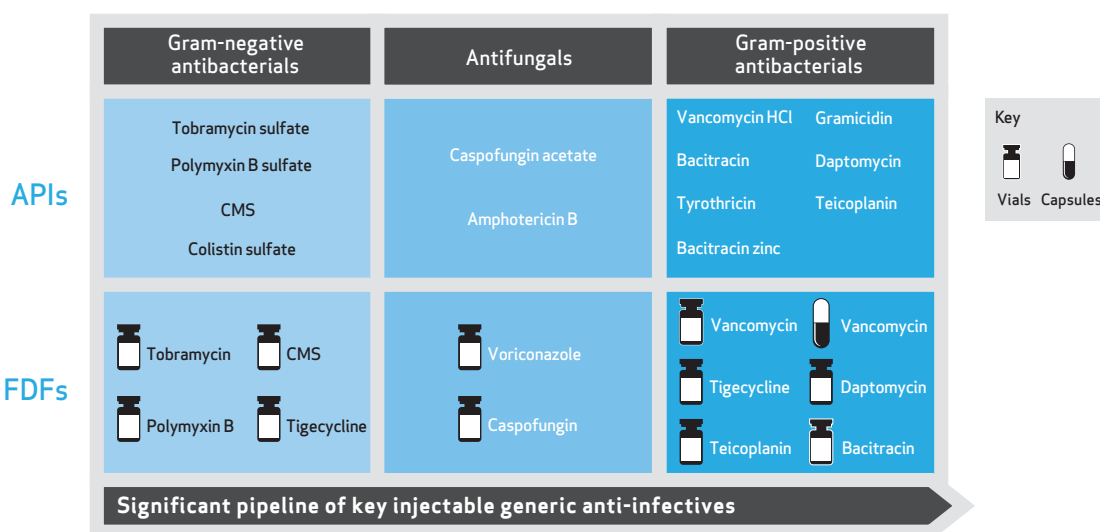 Gram-negative
antibacterials
Antifungals
Gram-positive
antibacterials
APIs
Tobramycin sulfate
Polymyxin B sulfate
CMS
Colistin sulfate
Caspofungin acetate
Amphotericin B
Vancomycin HCl Gramicidin
Bacitracin Daptomycin
Tyrothricin Teicoplanin
Bacitracin zinc
Key
Vials Capsules
FDFs
Tobramycin CMS
Polymyxin B Tigecycline
Voriconazole
Caspofungin
Vancomycin Vancomycin
Tigecycline Daptomycin
Teicoplanin Bacitracin
Significant pipeline of key injectable generic anti-infectives